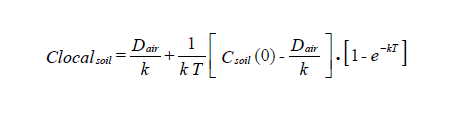 Clocal_soil = D_air/k + 1/(k T) [ C_soil (0) - D_air/k ] · [1 - e^-kT]